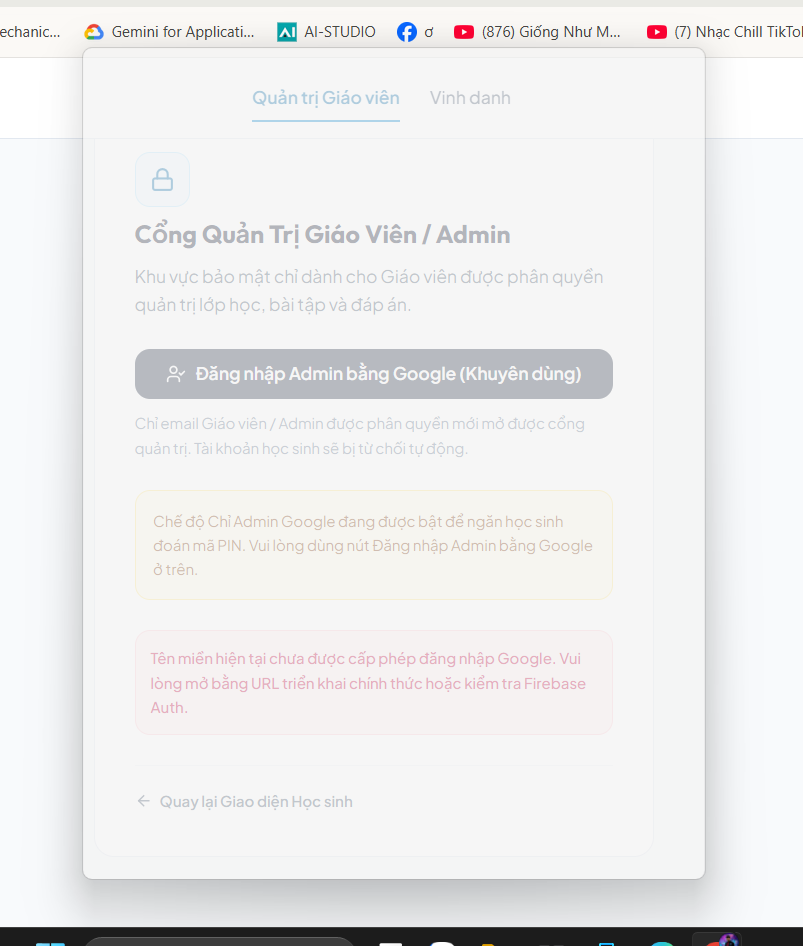 echanic...
Gemini for Applicati...
AI-STUDIO
ơ
(876) Giống Như M...
(7) Nhạc Chill TikTo
Quản trị Giáo viên
Vinh danh
Cổng Quản Trị Giáo Viên / Admin
Khu vực bảo mật chỉ dành cho Giáo viên được phân quyền
quản trị lớp học, bài tập và đáp án.
Đăng nhập Admin bằng Google (Khuyên dùng)
Chỉ email Giáo viên / Admin được phân quyền mới mở được cổng
quản trị. Tài khoản học sinh sẽ bị từ chối tự động.
Chế độ Chỉ Admin Google đang được bật để ngăn học sinh
đoán mã PIN. Vui lòng dùng nút Đăng nhập Admin bằng Google
ở trên.
Tên miền hiện tại chưa được cấp phép đăng nhập Google. Vui
lòng mở bằng URL triển khai chính thức hoặc kiểm tra Firebase
Auth.
Quay lại Giao diện Học sinh